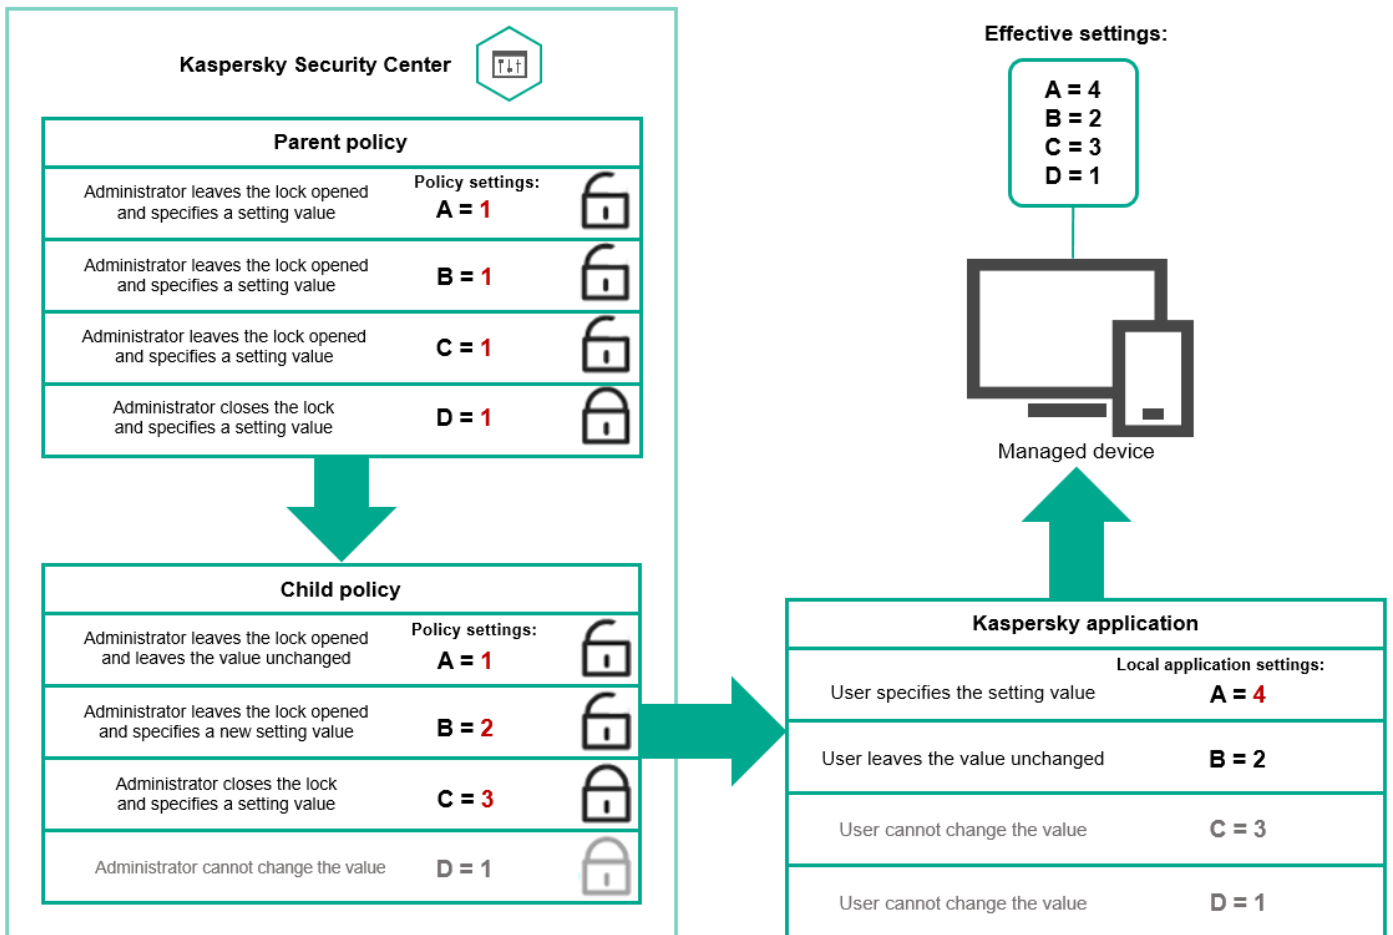 Kaspersky Security Center
Parent policy
Administrator leaves the lock opened
and specifies a setting value
Policy settings:
A = 1
Administrator leaves the lock opened
and specifies a setting value
B = 1
Administrator leaves the lock opened
and specifies a setting value
C = 1
Administrator closes the lock
and specifies a setting value
D = 1
Child policy
Administrator leaves the lock opened
and leaves the value unchanged
Policy settings:
A = 1
Administrator leaves the lock opened
and specifies a new setting value
B = 2
Administrator closes the lock
and specifies a setting value
C = 3
Administrator cannot change the value
D = 1
Effective settings:
A = 4
B = 2
C = 3
D = 1
Managed device
Kaspersky application
Local application settings:
User specifies the setting value
A = 4
User leaves the value unchanged
B = 2
User cannot change the value
C = 3
User cannot change the value
D = 1